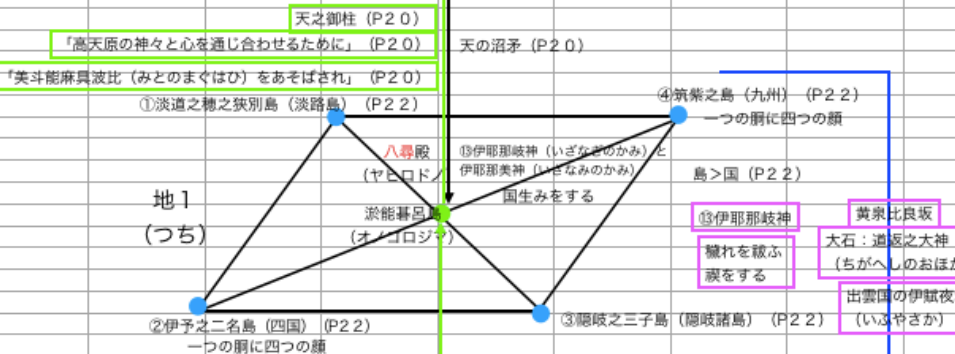 天之御柱（Ｐ２０）
「高天原の神々と心を通じ合わせるために」（Ｐ２０）
天の沼矛（Ｐ２０）
「美斗能麻具波比（みとのまぐはひ）をあそばされ」（Ｐ２０）
①淡道之穂之狭別島（淡路島）（Ｐ２２）
④筑紫之島（九州）（Ｐ２２）
一つの胴に四つの顔
八尋殿
（ヤヒロドノ
⑬伊耶那岐神（いざなぎのかみ）と
伊耶那美神（いざなみのかみ）
国生みをする
島＞国（Ｐ２２）
地１
（つち）
淤能碁呂島
（オノゴロジマ）
⑬伊耶那岐神
穢れを祓ふ
禊をする
黄泉比良坂
大石：道返之大神
（ちがへしのおほか
出雲国の伊賦夜
（いふやさか）
②伊予之二名島（四国）（Ｐ２２）
一つの胴に四つの顔
③隠岐之三子島（隠岐諸島）（Ｐ２２）